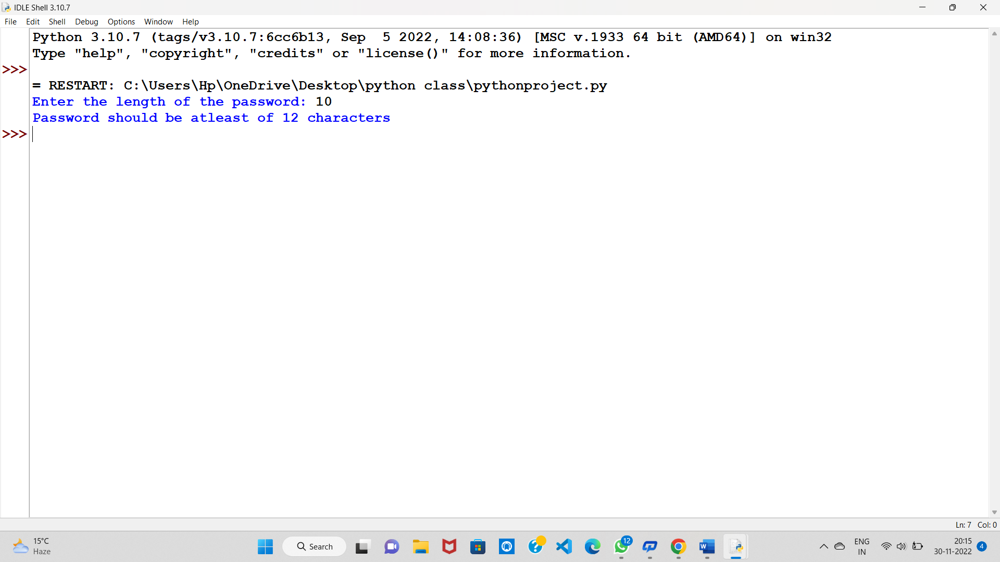 IDLE Shell 3.10.7
File Edit Shell Debug Options Window Help
Python 3.10.7 (tags/v3.10.7:6cc6b13, Sep  5 2022, 14:08:36) [MSC v.1933 64 bit (AMD64)] on win32
Type "help", "copyright", "credits" or "license()" for more information.
>>>
= RESTART: C:\Users\Hp\OneDrive\Desktop\python class\pythonproject.py
Enter the length of the password: 10
Password should be atleast of 12 characters
>>>
Ln: 7 Col: 0
15°C
Haze
Search
12
ENG
IN
20:15
30-11-2022
4